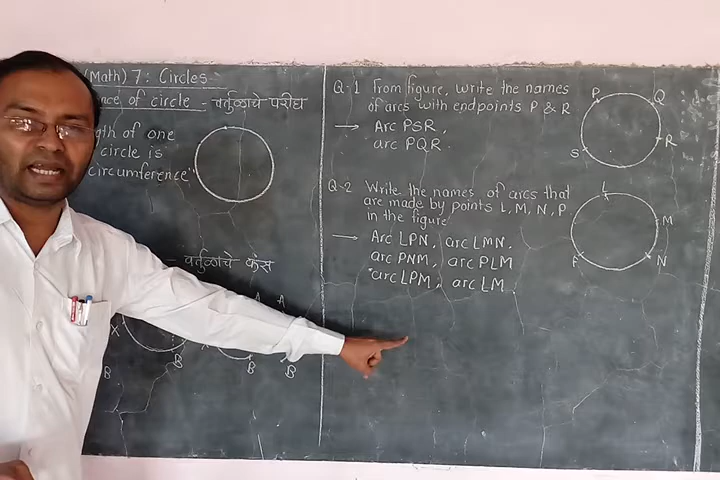 (Math) 7: Circles
nce of circle - वर्तुळाचे परीघ
gth of one
circle is
circumference"
- वर्तुळाचे कंस
A A
X
B B B B
Q-1 From figure, write the names
of arcs with endpoints P & R
→ Arc PSR,
arc PQR.
P Q
S R
Q-2 Write the names of arcs that
are made by points L, M, N, P
in the figure
→ Arc LPN, arc LMN.
arc PNM, arc PLM
arc LPM, arc LM
L
M
N